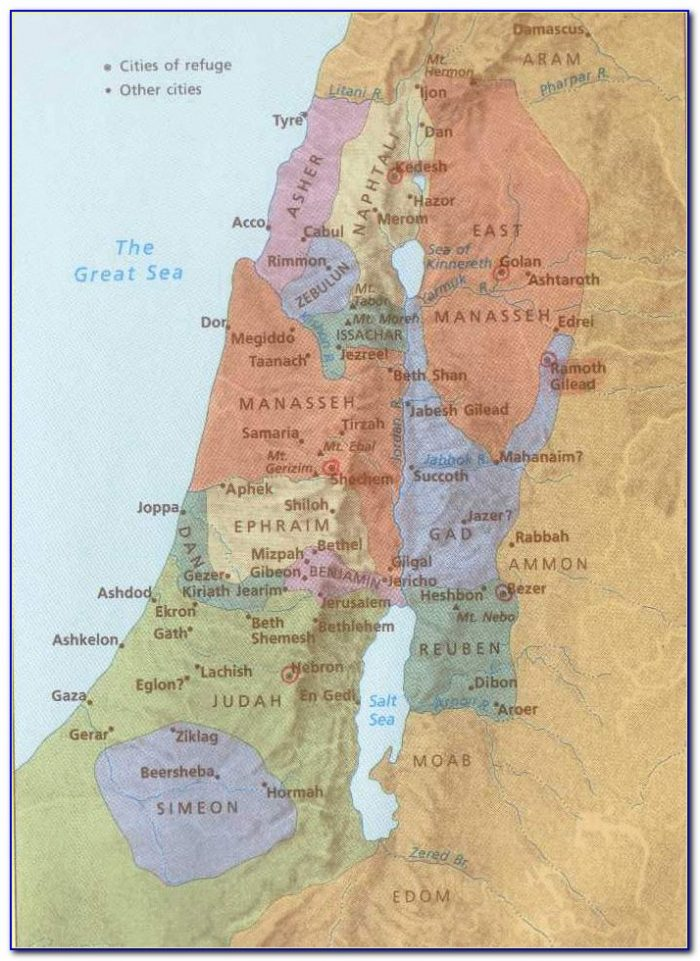 Damascus
Cities of refuge
Mt.
Hermon
ARAM
Other cities
Litani R.
Ijon
Pharpar R.
Tyre
Dan
ASHER
NAPHTALI
Kedesh
Hazor
Merom
Acco
Cabul
EAST
The
Great Sea
Sea of
Kinnereth
Rimmon
Golan
Ashtaroth
ZEBULUN
Mt.
Tabor
Yarmuk R.
Kishon R.
Mt. Moreh
MANASSEH
Edrei
Dor
Megiddo
ISSACHAR
Taanach
Jezreel
Ramoth
Gilead
Beth Shan
MANASSEH
Jabesh Gilead
Jordan R.
Tirzah
Samaria
Mt. Ebal
Mt.
Gerizim
Shechem
Jabbok R.
Mahanaim?
Succoth
Aphek
Joppa
Shiloh
DAN
EPHRAIM
Jazer?
GAD
Rabbah
Bethel
Mizpah
Gilgal
AMMON
Gezer
Gibeon
BENJAMIN
Jericho
Kiriath Jearim
Heshbon
Bezer
Ashdod
Jerusalem
Ekron
Mt. Nebo
Beth
Shemesh
Bethlehem
Gath
Ashkelon
REUBEN
Lachish
Hebron
Eglon?
Dibon
Gaza
JUDAH
En Gedi
Salt
Sea
Arnon R.
Aroer
Gerar
Ziklag
MOAB
Beersheba
Hormah
SIMEON
Zered Br.
EDOM